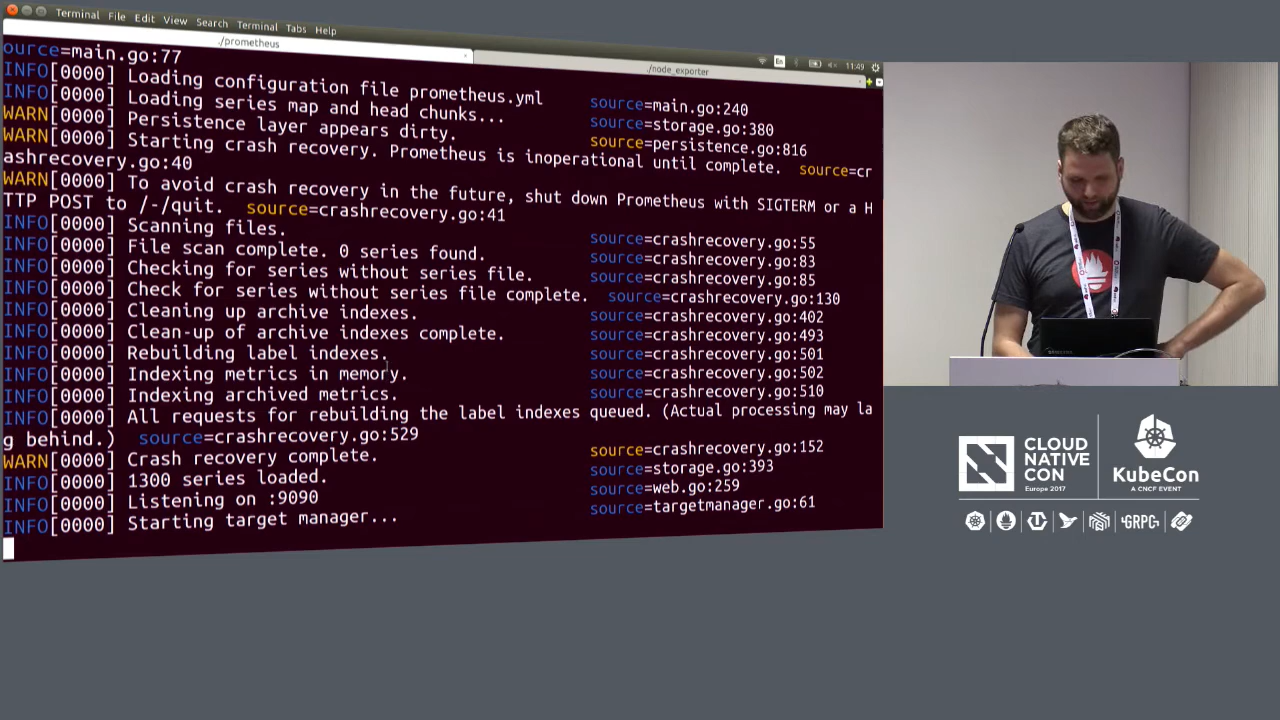 Terminal File Edit View Search Terminal Tabs Help
./prometheus
./node_exporter
En
11:49
ource=main.go:77
INFO[0000] Loading configuration file prometheus.yml source=main.go:240
INFO[0000] Loading series map and head chunks... source=storage.go:380
WARN[0000] Persistence layer appears dirty. source=persistence.go:816
WARN[0000] Starting crash recovery. Prometheus is inoperational until complete. source=cr
ashrecovery.go:40
WARN[0000] To avoid crash recovery in the future, shut down Prometheus with SIGTERM or a H
TTP POST to /-/quit. source=crashrecovery.go:41
INFO[0000] Scanning files. source=crashrecovery.go:55
INFO[0000] File scan complete. 0 series found. source=crashrecovery.go:83
INFO[0000] Checking for series without series file. source=crashrecovery.go:85
INFO[0000] Check for series without series file complete. source=crashrecovery.go:130
INFO[0000] Cleaning up archive indexes. source=crashrecovery.go:402
INFO[0000] Clean-up of archive indexes complete. source=crashrecovery.go:493
INFO[0000] Rebuilding label indexes. source=crashrecovery.go:501
INFO[0000] Indexing metrics in memory. source=crashrecovery.go:502
INFO[0000] Indexing archived metrics. source=crashrecovery.go:510
INFO[0000] All requests for rebuilding the label indexes queued. (Actual processing may la
g behind.) source=crashrecovery.go:529
WARN[0000] Crash recovery complete. source=crashrecovery.go:152
INFO[0000] 1300 series loaded. source=storage.go:393
INFO[0000] Listening on :9090 source=web.go:259
INFO[0000] Starting target manager... source=targetmanager.go:61
CLOUD
NATIVE
CON
Europe 2017
KubeCon
A CNCF EVENT
GRPC